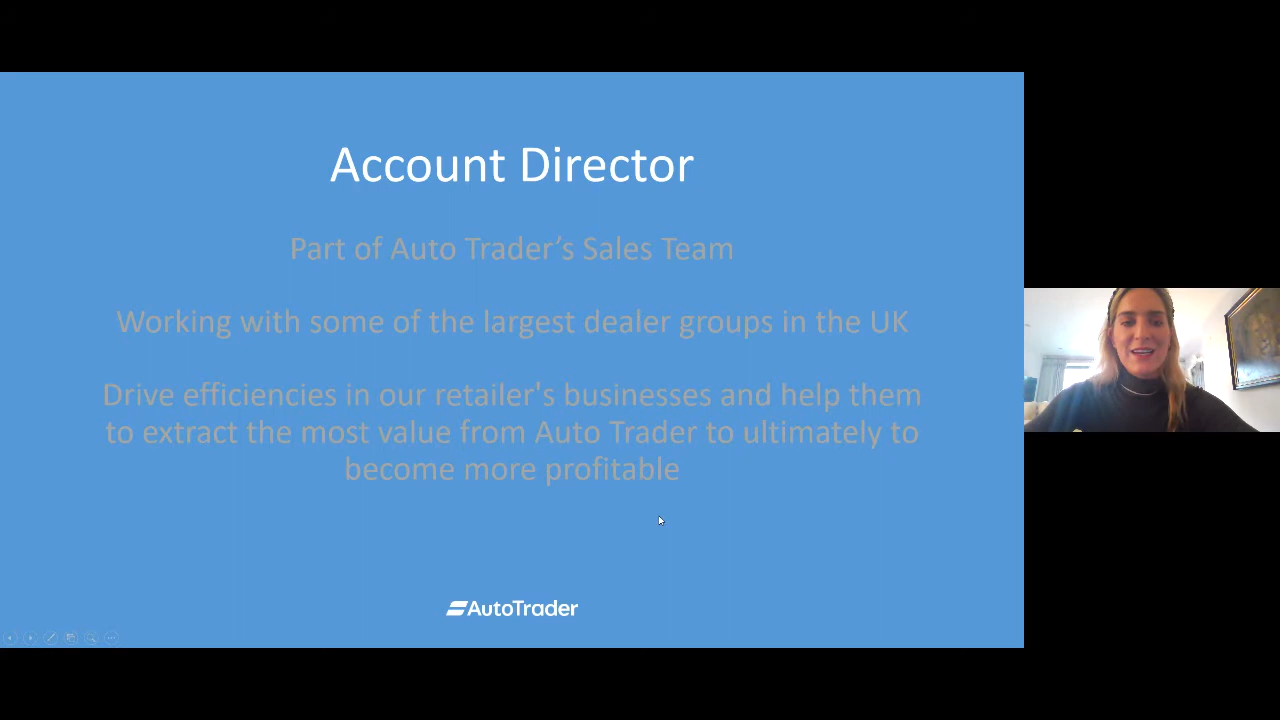 Account Director
Part of Auto Trader’s Sales Team
Working with some of the largest dealer groups in the UK
Drive efficiencies in our retailer's businesses and help them
to extract the most value from Auto Trader to ultimately to
become more profitable
AutoTrader